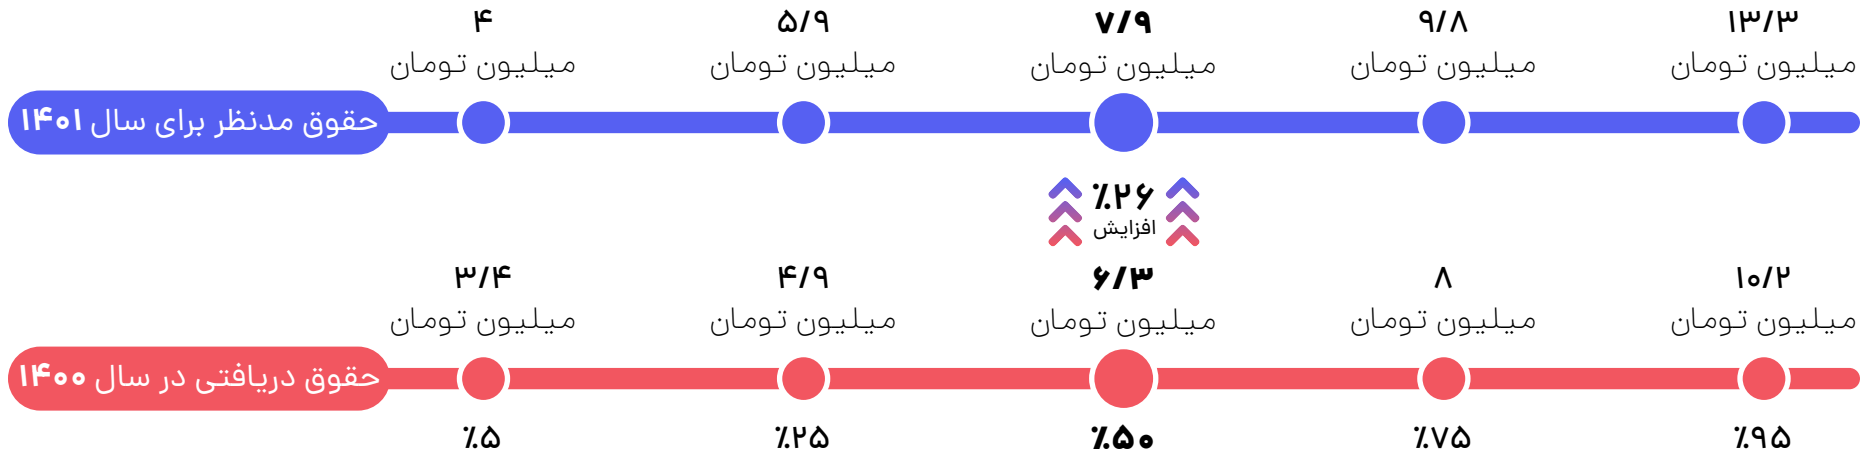 ۴
میلیون تومان
۵/۹
میلیون تومان
۷/۹
میلیون تومان
۹/۸
میلیون تومان
۱۳/۳
میلیون تومان
حقوق مدنظر برای سال ۱۴۰۱
٪۲۶
افزایش
۳/۴
میلیون تومان
۴/۹
میلیون تومان
۶/۳
میلیون تومان
۸
میلیون تومان
۱۰/۲
میلیون تومان
حقوق دریافتی در سال ۱۴۰۰
٪۵
٪۲۵
٪۵۰
٪۷۵
٪۹۵